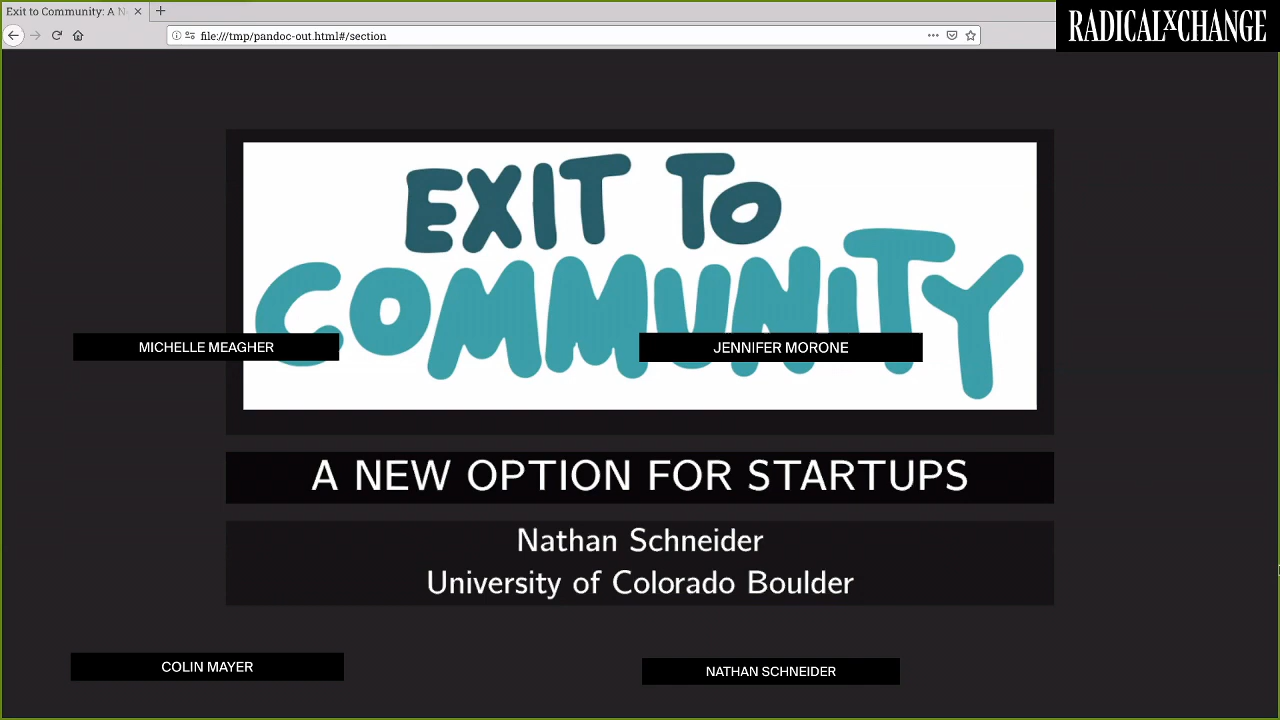 Exit to Community: A N
file:///tmp/pandoc-out.html#/section
RADICALXCHANGE
EXIT TO
COMMUNITY
MICHELLE MEAGHER
JENNIFER MORONE
A NEW OPTION FOR STARTUPS
Nathan Schneider
University of Colorado Boulder
COLIN MAYER
NATHAN SCHNEIDER